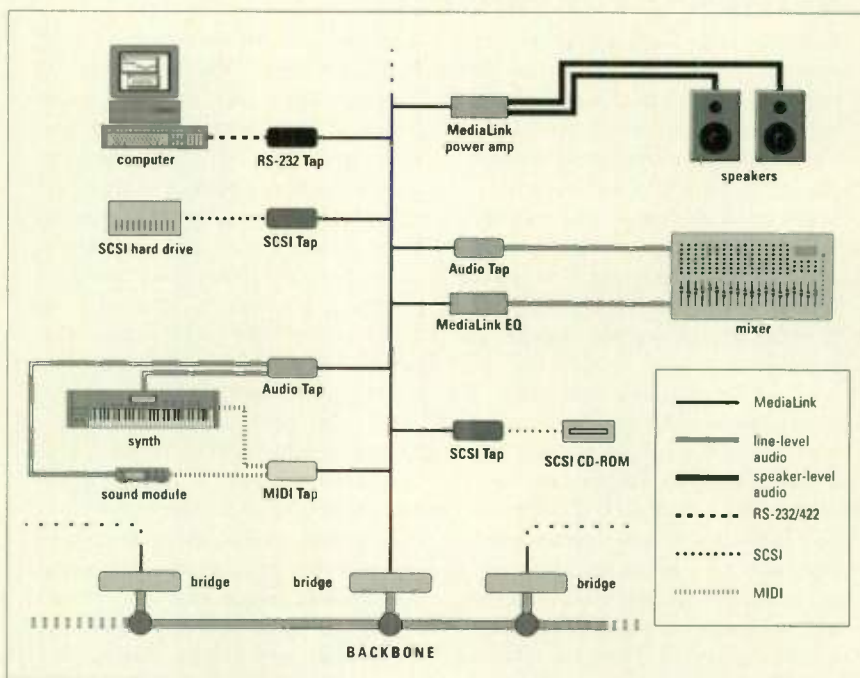 MediaLink
power amp
computer
RS-232 Tap
speakers
SCSI hard drive
SCSI Tap
Audio Tap
MediaLink EQ
mixer
Audio Tap
synth
SCSI Tap
SCSI CD-ROM
sound module
MIDI Tap
bridge
bridge
bridge
BACKBONE
MediaLink
line-level
audio
speaker-level
audio
RS-232/422
SCSI
MIDI